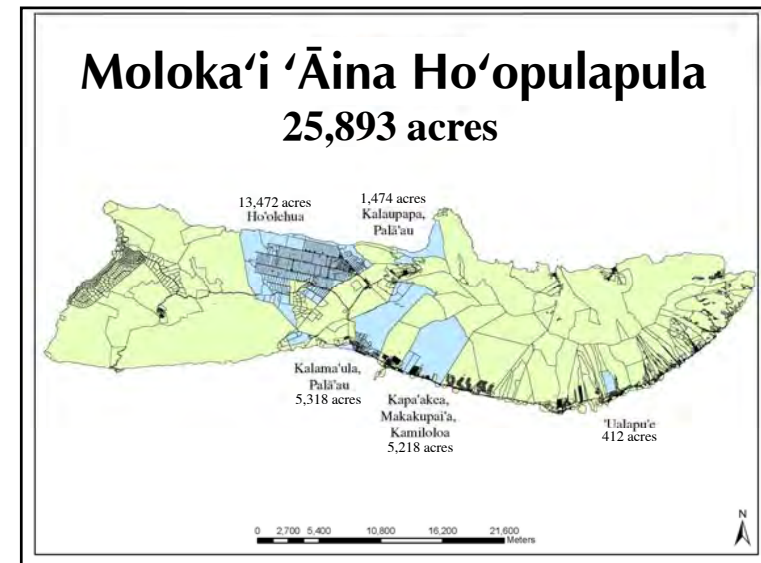 Moloka‘i ‘Āina Ho‘opulapula
25,893 acres
13,472 acres
Ho'olehua
1,474 acres
Kalaupapa,
Palā'au
Kalama'ula,
Palā'au
5,318 acres
Kapa'akea,
Makakupai'a,
Kamiloloa
5,218 acres
'Ualapu'e
412 acres
0 2,700 5,400 10,800 16,200 21,600
Meters
N